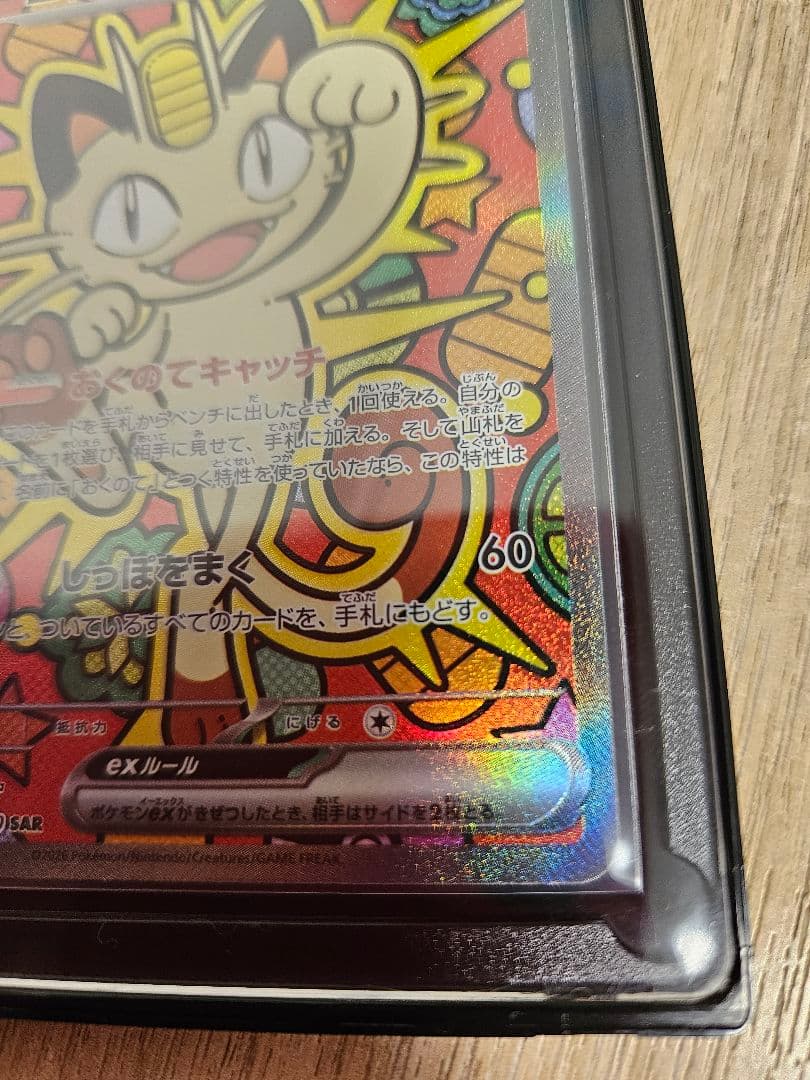 おくのてキャッチ
カードを手札からベンチに出したとき、1回使える。自分の
1枚選び、相手に見せて、手札に加える。そして山札を
名前に「おくのて」とつく特性を使っていたなら、この特性は
しっぽをまく 60
ついているすべてのカードを、手札にもどす。
抵抗力 にげる
exルール
ポケモンexがきぜつしたとき、相手はサイドを2枚とる
SAR
©2026 Pokémon/Nintendo/Creatures/GAME FREAK